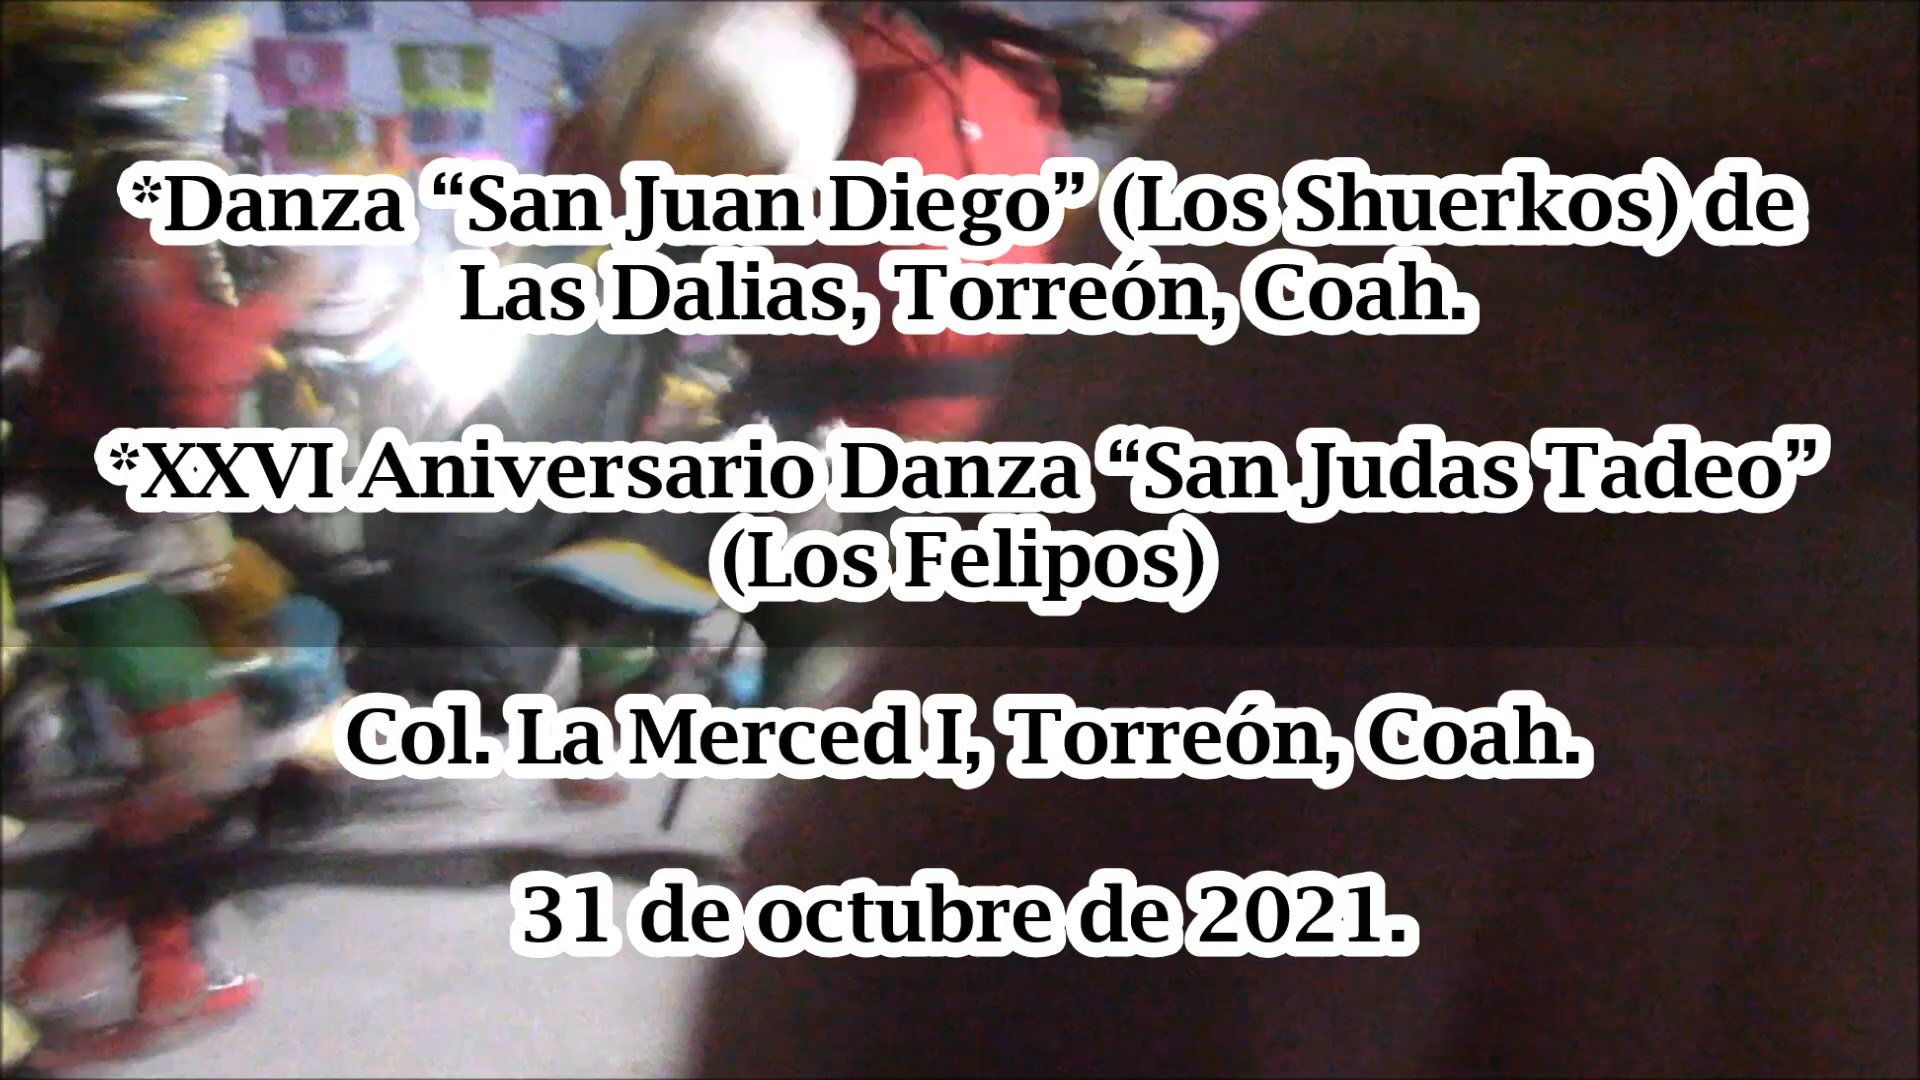 *Danza “San Juan Diego” (Los Shuerkos) de
Las Dalias, Torreón, Coah.
*XXVI Aniversario Danza “San Judas Tadeo”
(Los Felipos)
Col. La Merced I, Torreón, Coah.
31 de octubre de 2021.